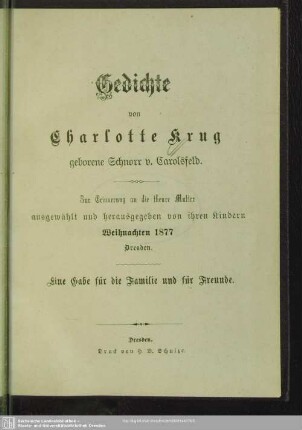 Gedichte
von
Charlotte Krug
geborene Schnorr v. Carolsfeld.
Zur Erinnerung an die theure Mutter
ausgewählt und herausgegeben von ihren Kindern
Weihnachten 1877
Dresden.
Eine Gabe für die Familie und für Freunde.
Dresden.
Druck von B. Schulze.